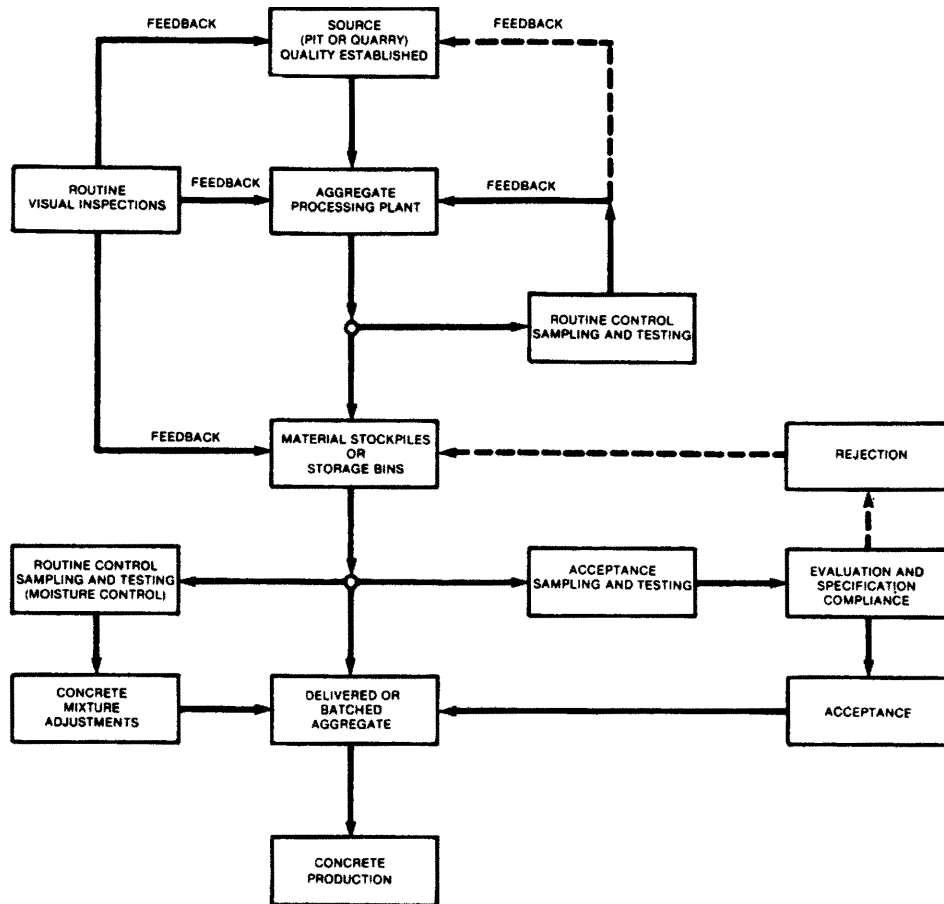 FEEDBACK
SOURCE
(PIT OR QUARRY)
QUALITY ESTABLISHED
FEEDBACK
ROUTINE
VISUAL INSPECTIONS
FEEDBACK
AGGREGATE
PROCESSING PLANT
FEEDBACK
ROUTINE CONTROL
SAMPLING AND TESTING
FEEDBACK
MATERIAL STOCKPILES
OR
STORAGE BINS
REJECTION
ROUTINE CONTROL
SAMPLING AND TESTING
(MOISTURE CONTROL)
ACCEPTANCE
SAMPLING AND TESTING
EVALUATION AND
SPECIFICATION
COMPLIANCE
CONCRETE
MIXTURE
ADJUSTMENTS
DELIVERED OR
BATCHED
AGGREGATE
ACCEPTANCE
CONCRETE
PRODUCTION